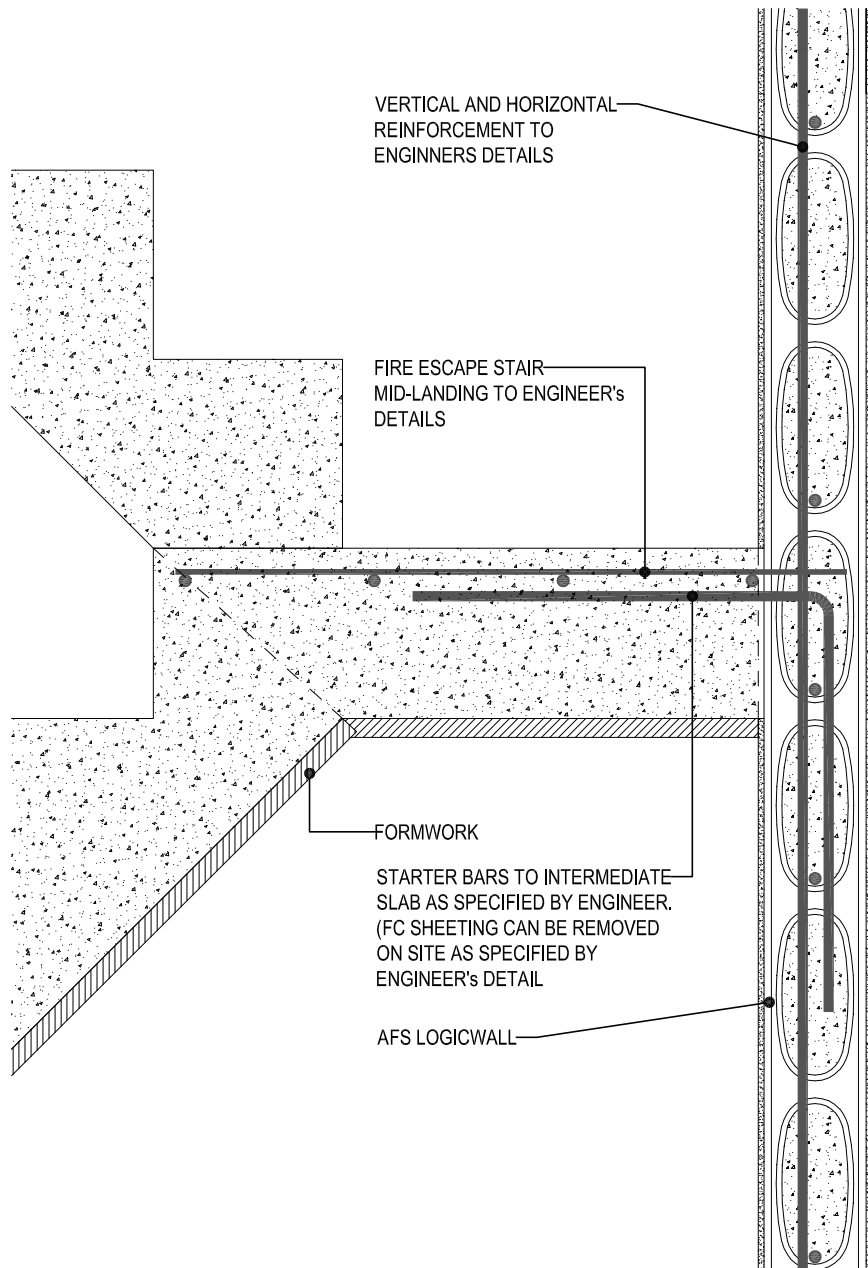 VERTICAL AND HORIZONTAL
REINFORCEMENT TO
ENGINNERS DETAILS
FIRE ESCAPE STAIR
MID-LANDING TO ENGINEER's
DETAILS
FORMWORK
STARTER BARS TO INTERMEDIATE
SLAB AS SPECIFIED BY ENGINEER.
(FC SHEETING CAN BE REMOVED
ON SITE AS SPECIFIED BY
ENGINEER's DETAIL
AFS LOGICWALL